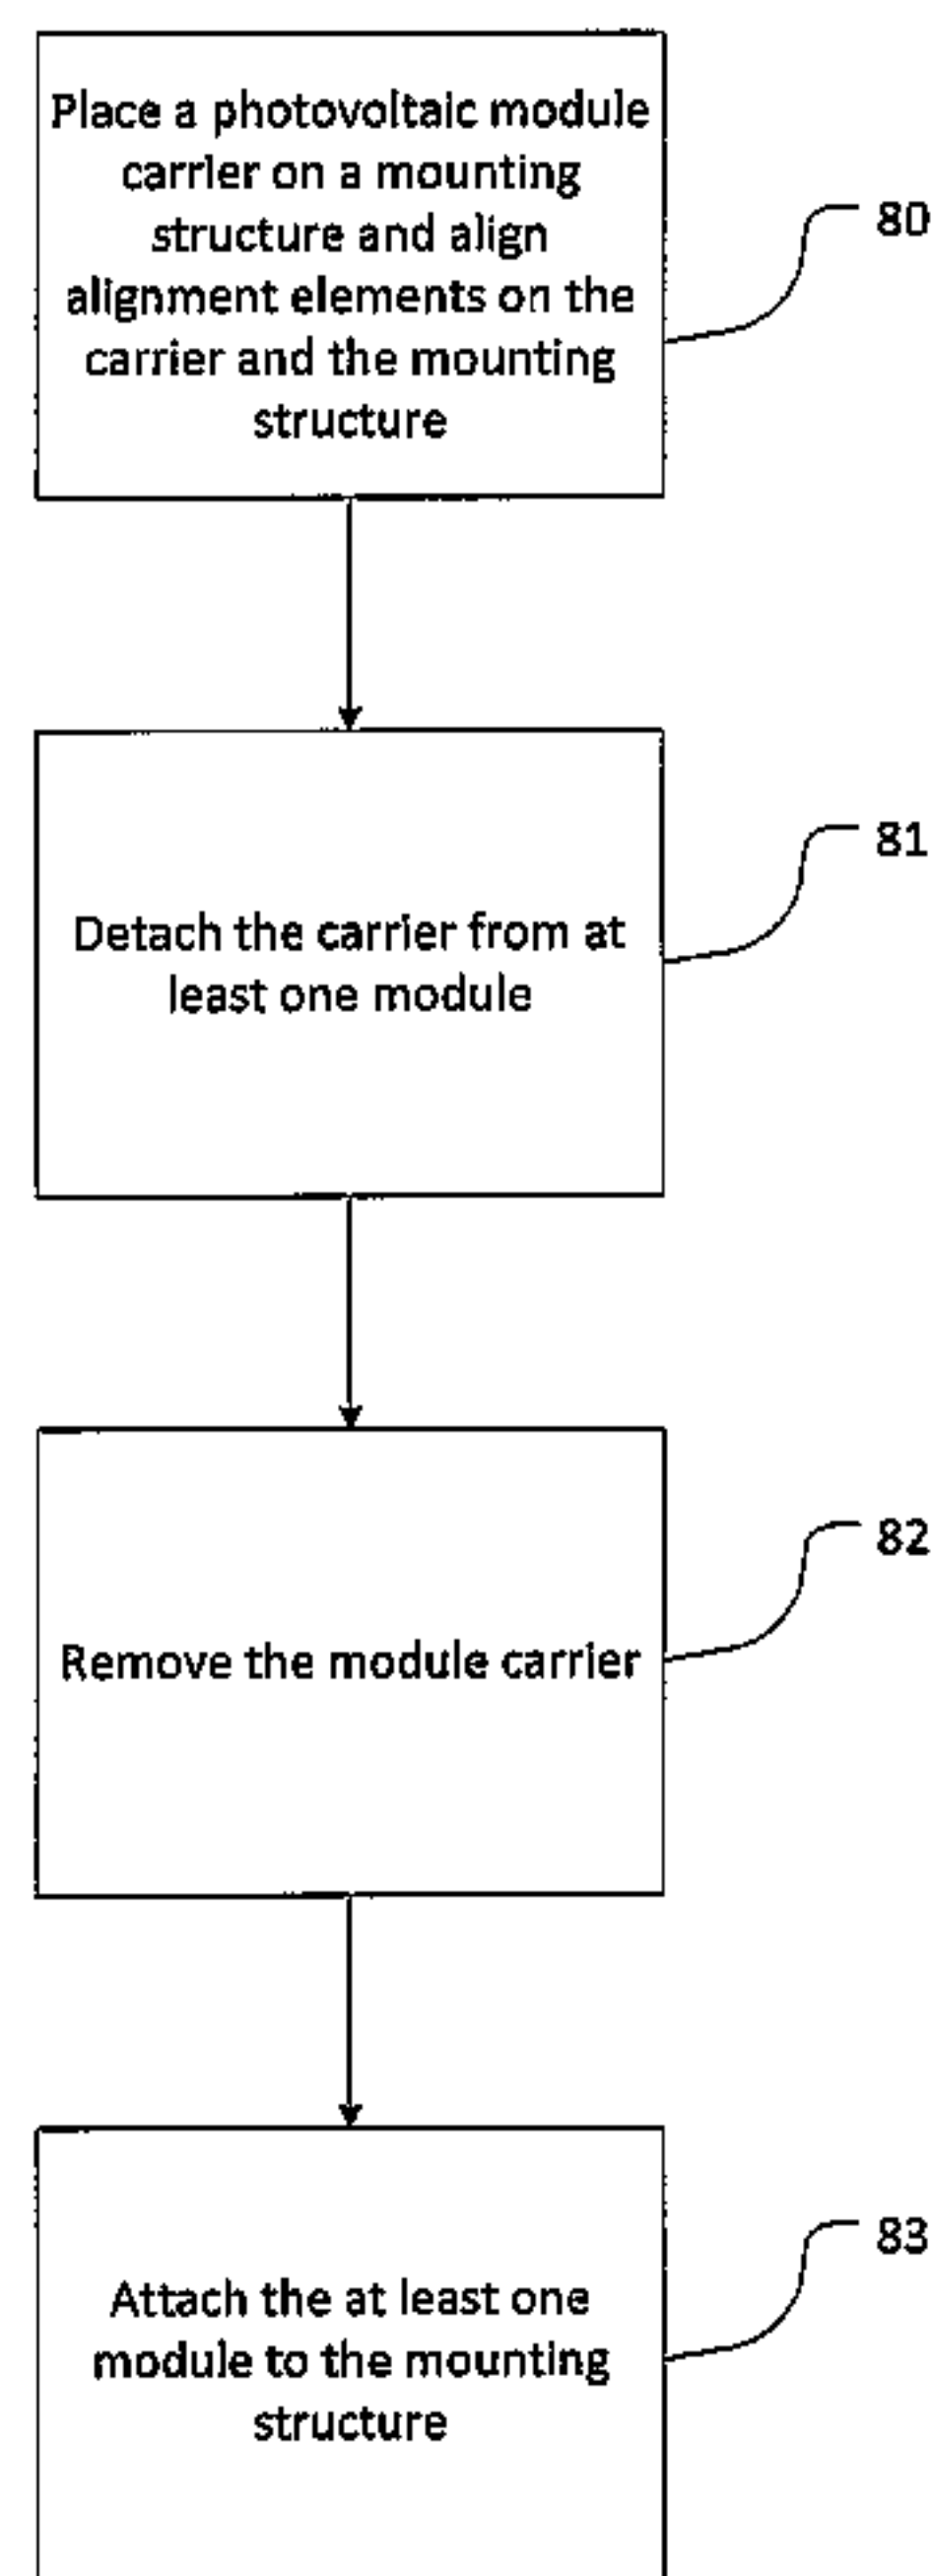 Place a photovoltaic module
carrier on a mounting
structure and align
alignment elements on the
carrier and the mounting
structure
80
Detach the carrier from at
least one module
81
Remove the module carrier
82
Attach the at least one
module to the mounting
structure
83